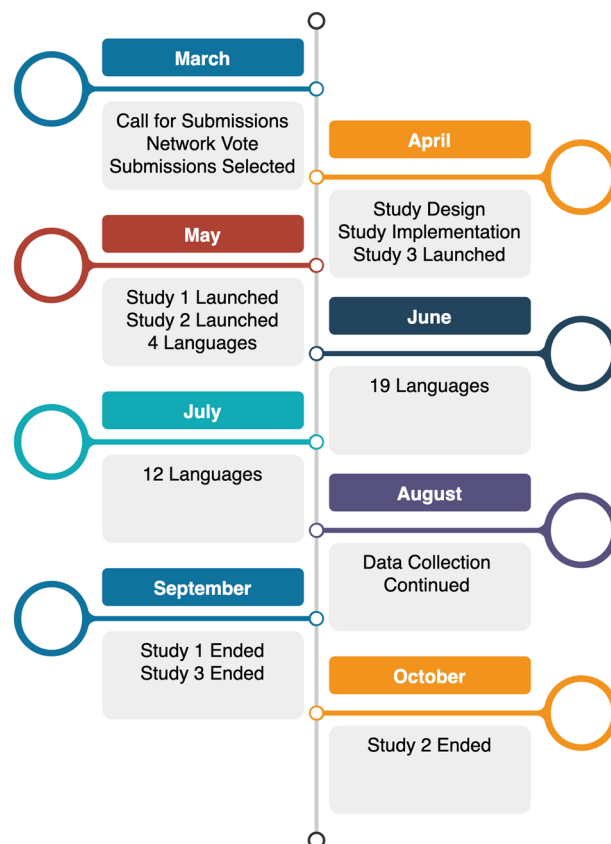 March
Call for Submissions
Network Vote
Submissions Selected
April
Study Design
Study Implementation
Study 3 Launched
May
Study 1 Launched
Study 2 Launched
4 Languages
June
19 Languages
July
12 Languages
August
Data Collection
Continued
September
Study 1 Ended
Study 3 Ended
October
Study 2 Ended